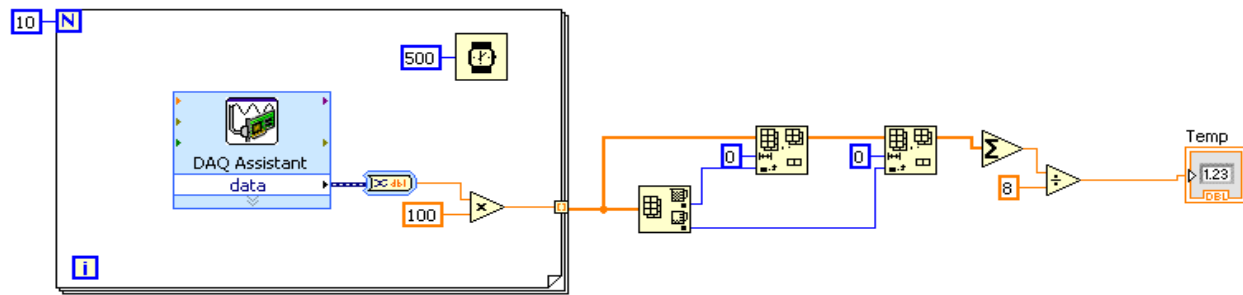 10
N
500
DAQ Assistant
data
dbl
100
i
0
0
Σ
8
Temp
1.23
DBL